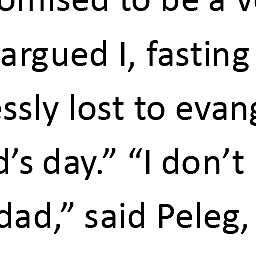 omised to be a v
argued I, fasting
essly lost to evang
d’s day.” “I don’t
dad,” said Peleg,